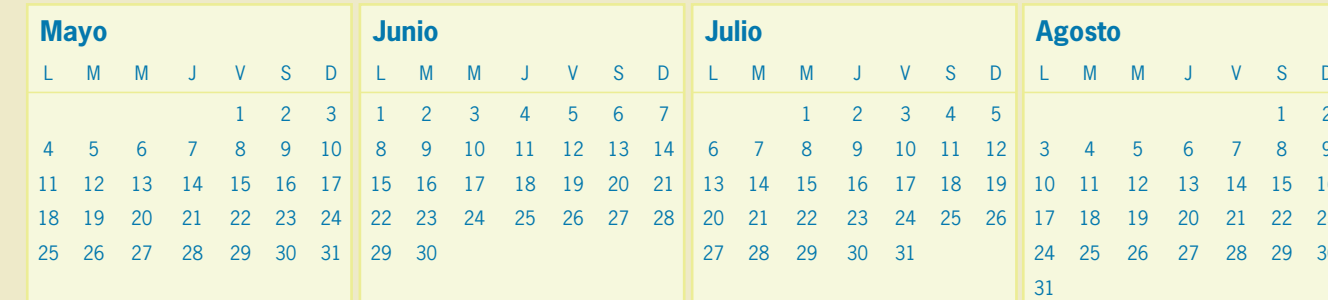 Mayo
L M M J V S D
1 2 3
4 5 6 7 8 9 10
11 12 13 14 15 16 17
18 19 20 21 22 23 24
25 26 27 28 29 30 31
Junio
L M M J V S D
1 2 3 4 5 6 7
8 9 10 11 12 13 14
15 16 17 18 19 20 21
22 23 24 25 26 27 28
29 30
Julio
L M M J V S D
1 2 3 4 5
6 7 8 9 10 11 12
13 14 15 16 17 18 19
20 21 22 23 24 25 26
27 28 29 30 31
Agosto
L M M J V S
1
3 4 5 6 7 8
10 11 12 13 14 15
17 18 19 20 21 22
24 25 26 27 28 29
31